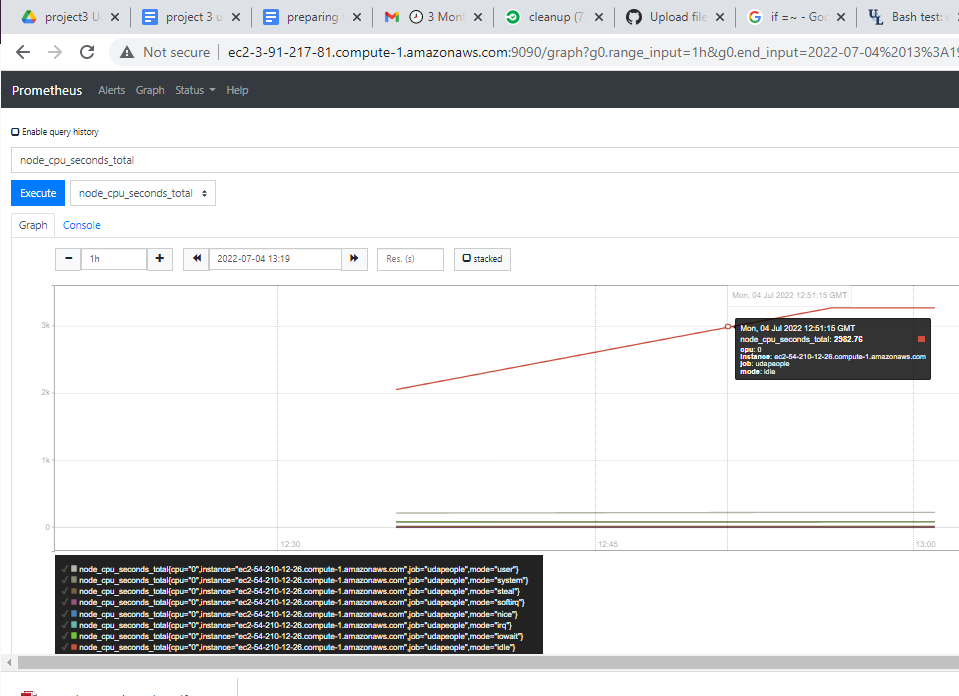 project3 U
project 3 u
preparing
3 Mont
cleanup (7
Upload file
if =~ - Goo
Bash test:
Not secure
ec2-3-91-217-81.compute-1.amazonaws.com:9090/graph?g0.range_input=1h&g0.end_input=2022-07-04%2013%3A19
Prometheus Alerts Graph Status Help
Enable query history
node_cpu_seconds_total
Execute node_cpu_seconds_total
Graph Console
− 1h + 2022-07-04 13:19 Res. (s) stacked
Mon, 04 Jul 2022 12:51:15 GMT
Mon, 04 Jul 2022 12:51:15 GMT
node_cpu_seconds_total: 2982.76
cpu: 0
instance: ec2-54-210-12-26.compute-1.amazonaws.com
job: udapeople
mode: idle
3k
2k
1k
0
12:30 12:45 13:00
node_cpu_seconds_total{cpu="0",instance="ec2-54-210-12-26.compute-1.amazonaws.com",job="udapeople",mode="user"}
node_cpu_seconds_total{cpu="0",instance="ec2-54-210-12-26.compute-1.amazonaws.com",job="udapeople",mode="system"}
node_cpu_seconds_total{cpu="0",instance="ec2-54-210-12-26.compute-1.amazonaws.com",job="udapeople",mode="steal"}
node_cpu_seconds_total{cpu="0",instance="ec2-54-210-12-26.compute-1.amazonaws.com",job="udapeople",mode="softirq"}
node_cpu_seconds_total{cpu="0",instance="ec2-54-210-12-26.compute-1.amazonaws.com",job="udapeople",mode="nice"}
node_cpu_seconds_total{cpu="0",instance="ec2-54-210-12-26.compute-1.amazonaws.com",job="udapeople",mode="irq"}
node_cpu_seconds_total{cpu="0",instance="ec2-54-210-12-26.compute-1.amazonaws.com",job="udapeople",mode="iowait"}
node_cpu_seconds_total{cpu="0",instance="ec2-54-210-12-26.compute-1.amazonaws.com",job="udapeople",mode="idle"}